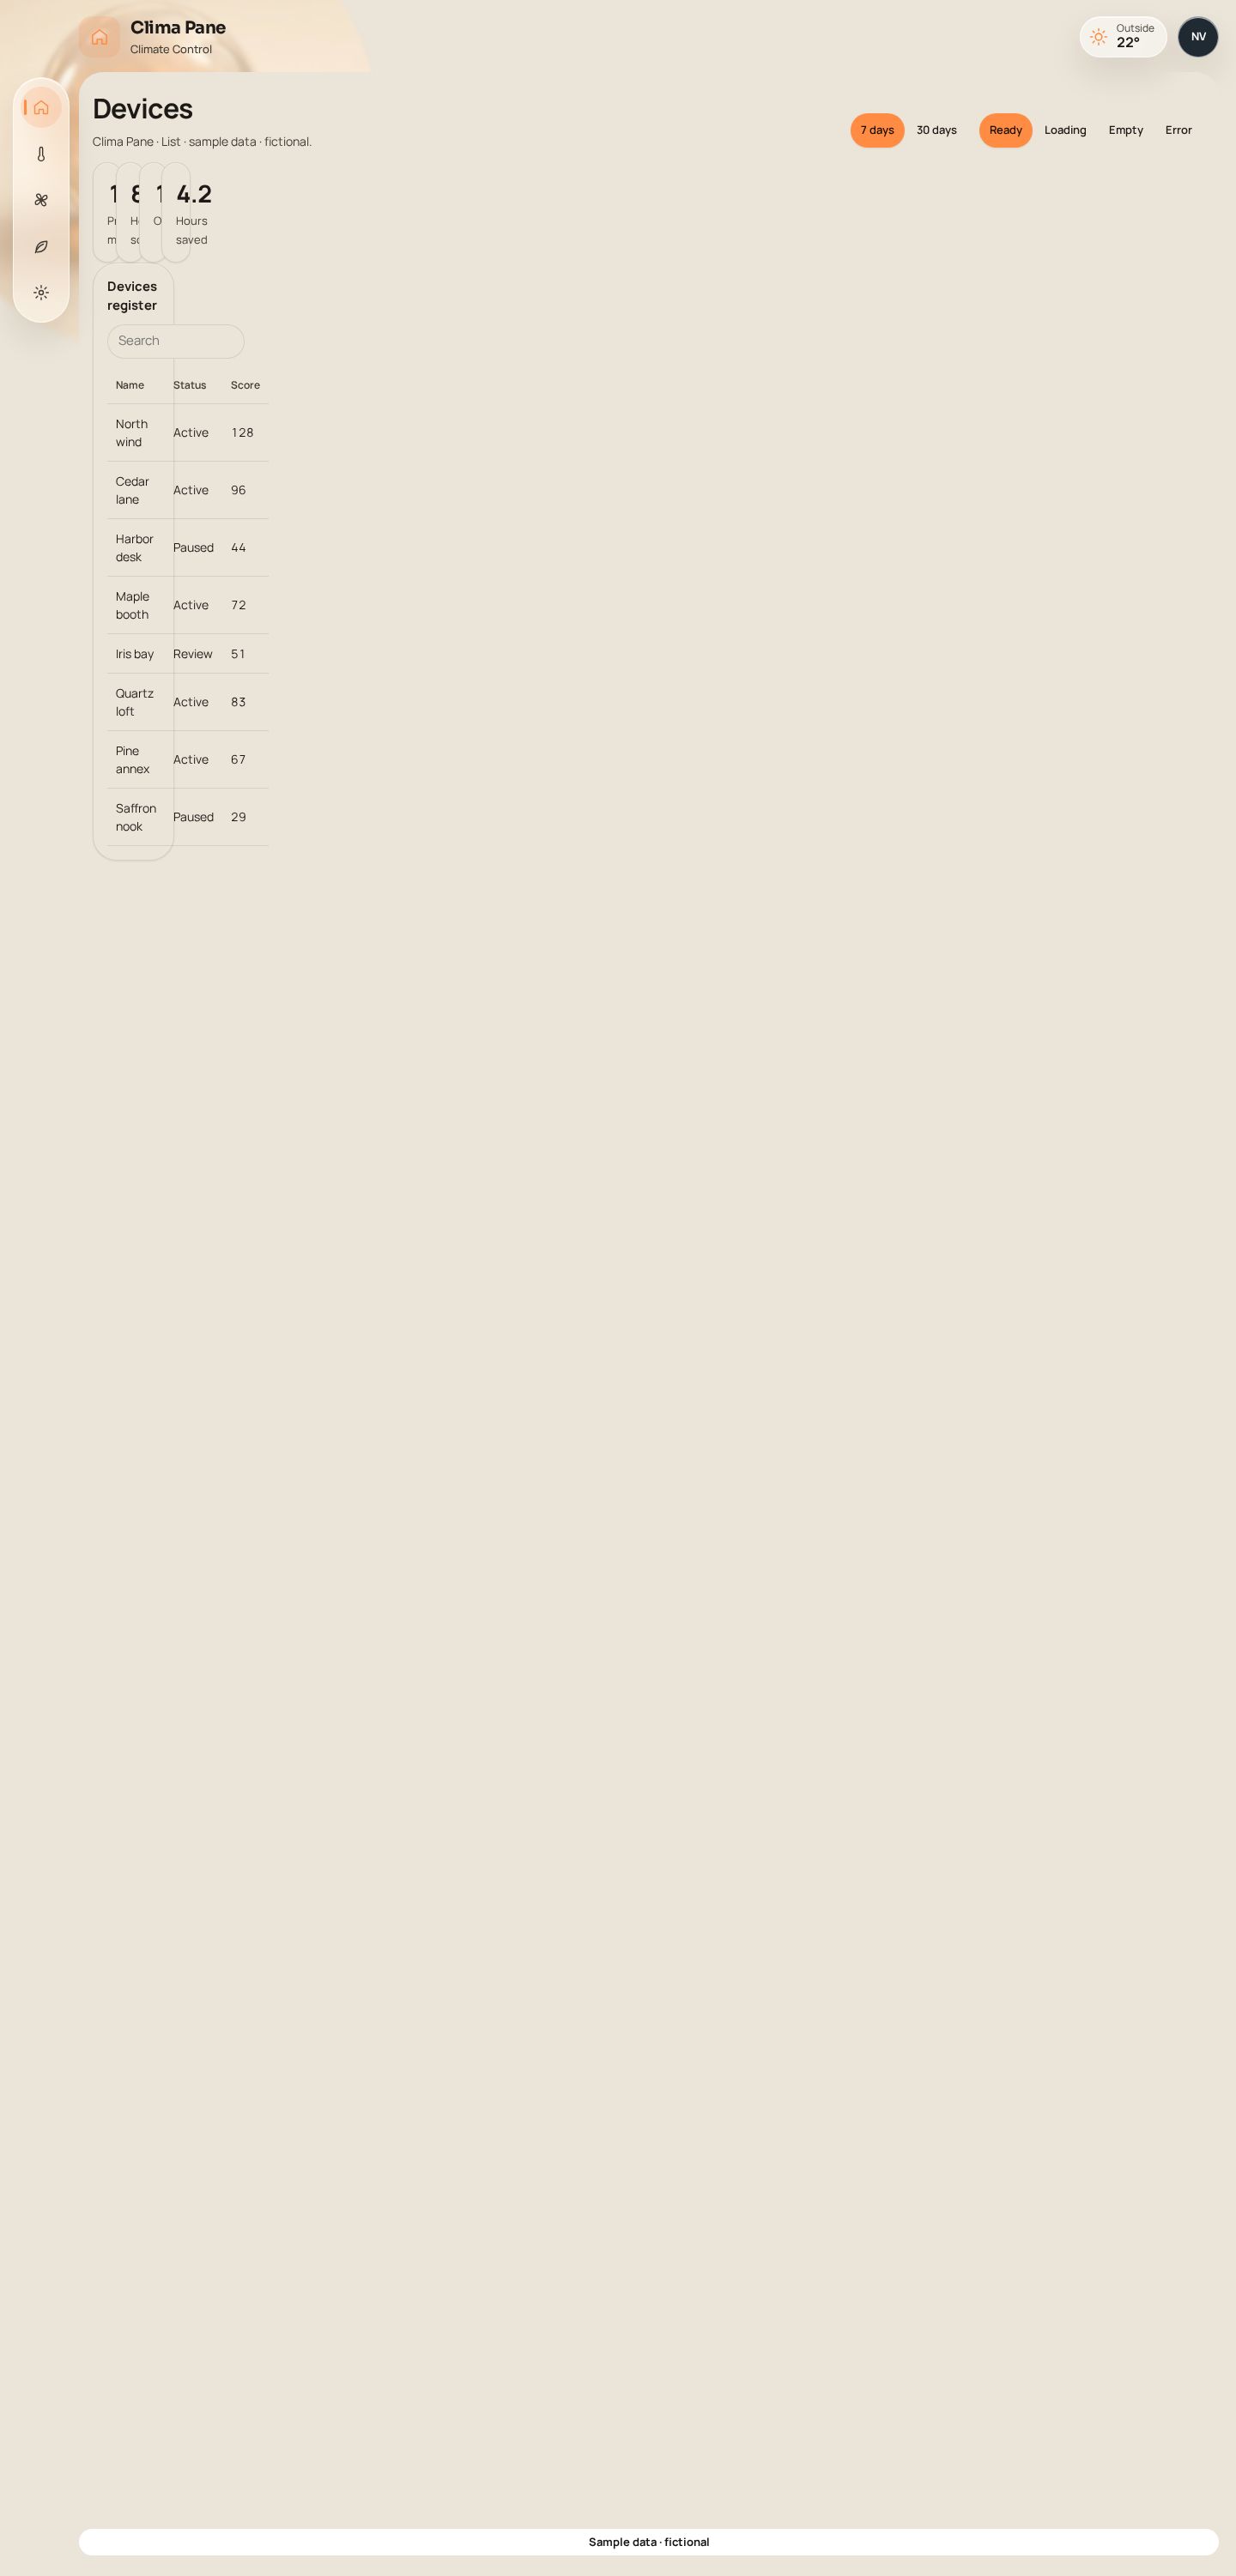 Clima Pane
Climate Control
Outside
22°
NV
Devices
Clima Pane · List · sample data · fictional.
7 days
30 days
Ready
Loading
Empty
Error
4.2
Hours
saved
Devices
register
Search
Name Status Score
North wind Active 128
Cedar lane Active 96
Harbor desk Paused 44
Maple booth Active 72
Iris bay Review 51
Quartz loft Active 83
Pine annex Active 67
Saffron nook Paused 29
Sample data · fictional